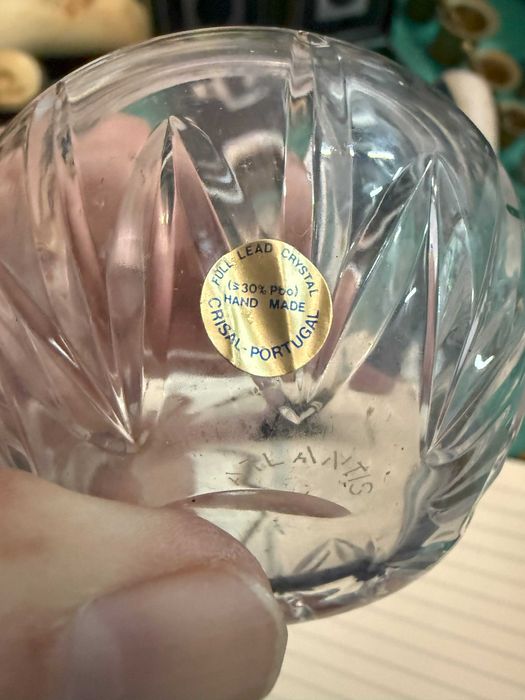 FULL LEAD CRYSTAL
(≥30% PbO)
HAND MADE
CRISAL-PORTUGAL
ATLANTIS